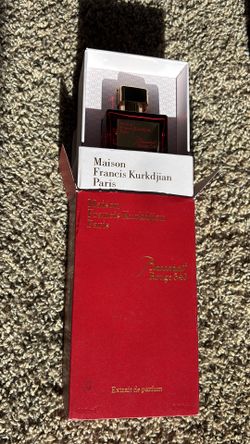 Maison
Francis Kurkdjian
Paris
Maison
Francis Kurkdjian
Paris
Baccarat
Rouge 540
Extrait de parfum